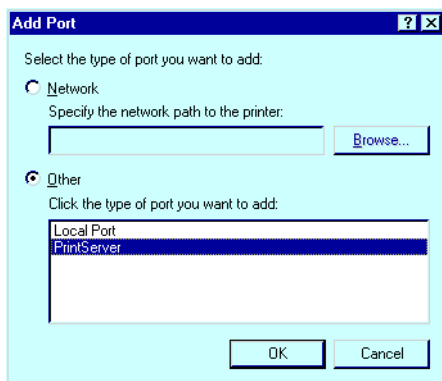 Add Port
Select the type of port you want to add:
Network
Specify the network path to the printer:
Browse...
Other
Click the type of port you want to add:
Local Port
PrintServer
OK Cancel